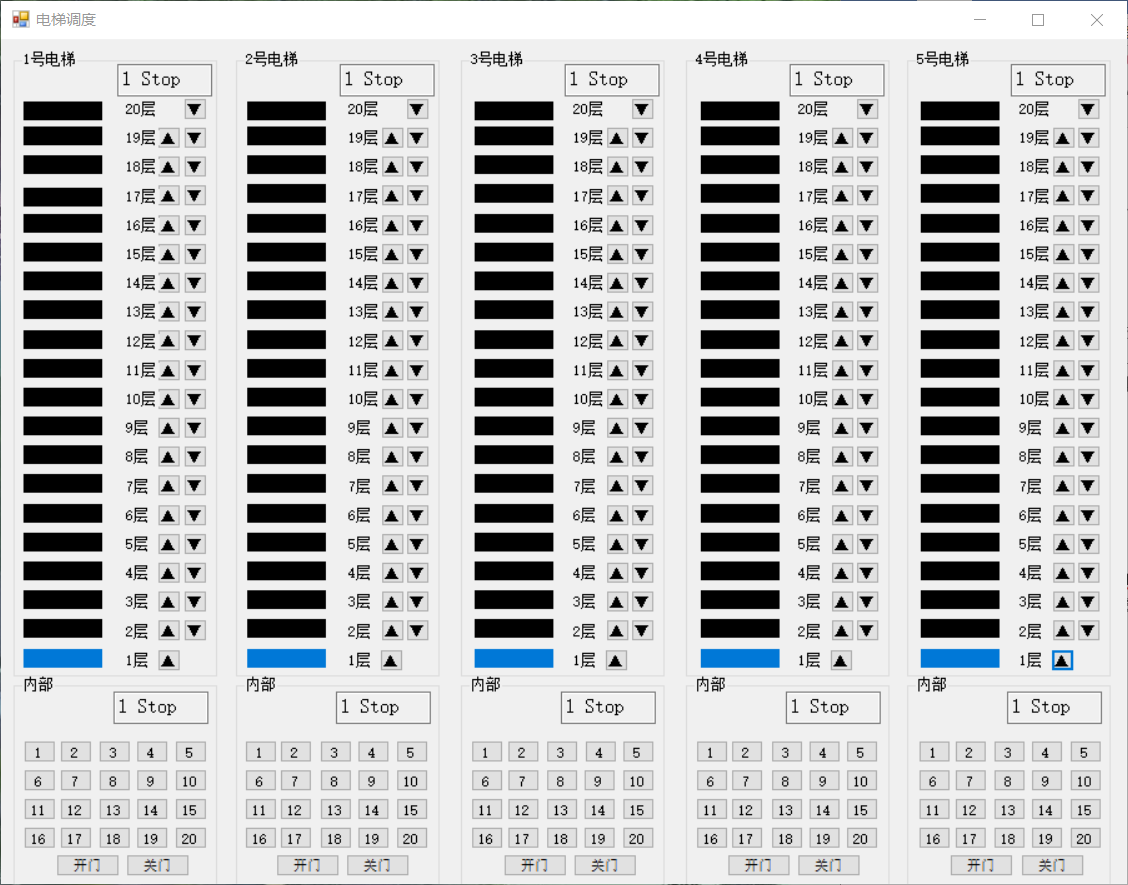 电梯调度
1号电梯 2号电梯 3号电梯 4号电梯 5号电梯
1 Stop 1 Stop 1 Stop 1 Stop 1 Stop
20层 ▼ 20层 ▼ 20层 ▼ 20层 ▼ 20层 ▼
19层 ▲ ▼ 19层 ▲ ▼ 19层 ▲ ▼ 19层 ▲ ▼ 19层 ▲ ▼
18层 ▲ ▼ 18层 ▲ ▼ 18层 ▲ ▼ 18层 ▲ ▼ 18层 ▲ ▼
17层 ▲ ▼ 17层 ▲ ▼ 17层 ▲ ▼ 17层 ▲ ▼ 17层 ▲ ▼
16层 ▲ ▼ 16层 ▲ ▼ 16层 ▲ ▼ 16层 ▲ ▼ 16层 ▲ ▼
15层 ▲ ▼ 15层 ▲ ▼ 15层 ▲ ▼ 15层 ▲ ▼ 15层 ▲ ▼
14层 ▲ ▼ 14层 ▲ ▼ 14层 ▲ ▼ 14层 ▲ ▼ 14层 ▲ ▼
13层 ▲ ▼ 13层 ▲ ▼ 13层 ▲ ▼ 13层 ▲ ▼ 13层 ▲ ▼
12层 ▲ ▼ 12层 ▲ ▼ 12层 ▲ ▼ 12层 ▲ ▼ 12层 ▲ ▼
11层 ▲ ▼ 11层 ▲ ▼ 11层 ▲ ▼ 11层 ▲ ▼ 11层 ▲ ▼
10层 ▲ ▼ 10层 ▲ ▼ 10层 ▲ ▼ 10层 ▲ ▼ 10层 ▲ ▼
9层 ▲ ▼ 9层 ▲ ▼ 9层 ▲ ▼ 9层 ▲ ▼ 9层 ▲ ▼
8层 ▲ ▼ 8层 ▲ ▼ 8层 ▲ ▼ 8层 ▲ ▼ 8层 ▲ ▼
7层 ▲ ▼ 7层 ▲ ▼ 7层 ▲ ▼ 7层 ▲ ▼ 7层 ▲ ▼
6层 ▲ ▼ 6层 ▲ ▼ 6层 ▲ ▼ 6层 ▲ ▼ 6层 ▲ ▼
5层 ▲ ▼ 5层 ▲ ▼ 5层 ▲ ▼ 5层 ▲ ▼ 5层 ▲ ▼
4层 ▲ ▼ 4层 ▲ ▼ 4层 ▲ ▼ 4层 ▲ ▼ 4层 ▲ ▼
3层 ▲ ▼ 3层 ▲ ▼ 3层 ▲ ▼ 3层 ▲ ▼ 3层 ▲ ▼
2层 ▲ ▼ 2层 ▲ ▼ 2层 ▲ ▼ 2层 ▲ ▼ 2层 ▲ ▼
1层 ▲ 1层 ▲ 1层 ▲ 1层 ▲ 1层 ▲
内部 内部 内部 内部 内部
1 Stop 1 Stop 1 Stop 1 Stop 1 Stop
1 2 3 4 5 1 2 3 4 5 1 2 3 4 5 1 2 3 4 5 1 2 3 4 5
6 7 8 9 10 6 7 8 9 10 6 7 8 9 10 6 7 8 9 10 6 7 8 9 10
11 12 13 14 15 11 12 13 14 15 11 12 13 14 15 11 12 13 14 15 11 12 13 14 15
16 17 18 19 20 16 17 18 19 20 16 17 18 19 20 16 17 18 19 20 16 17 18 19 20
开门 关门 开门 关门 开门 关门 开门 关门 开门 关门